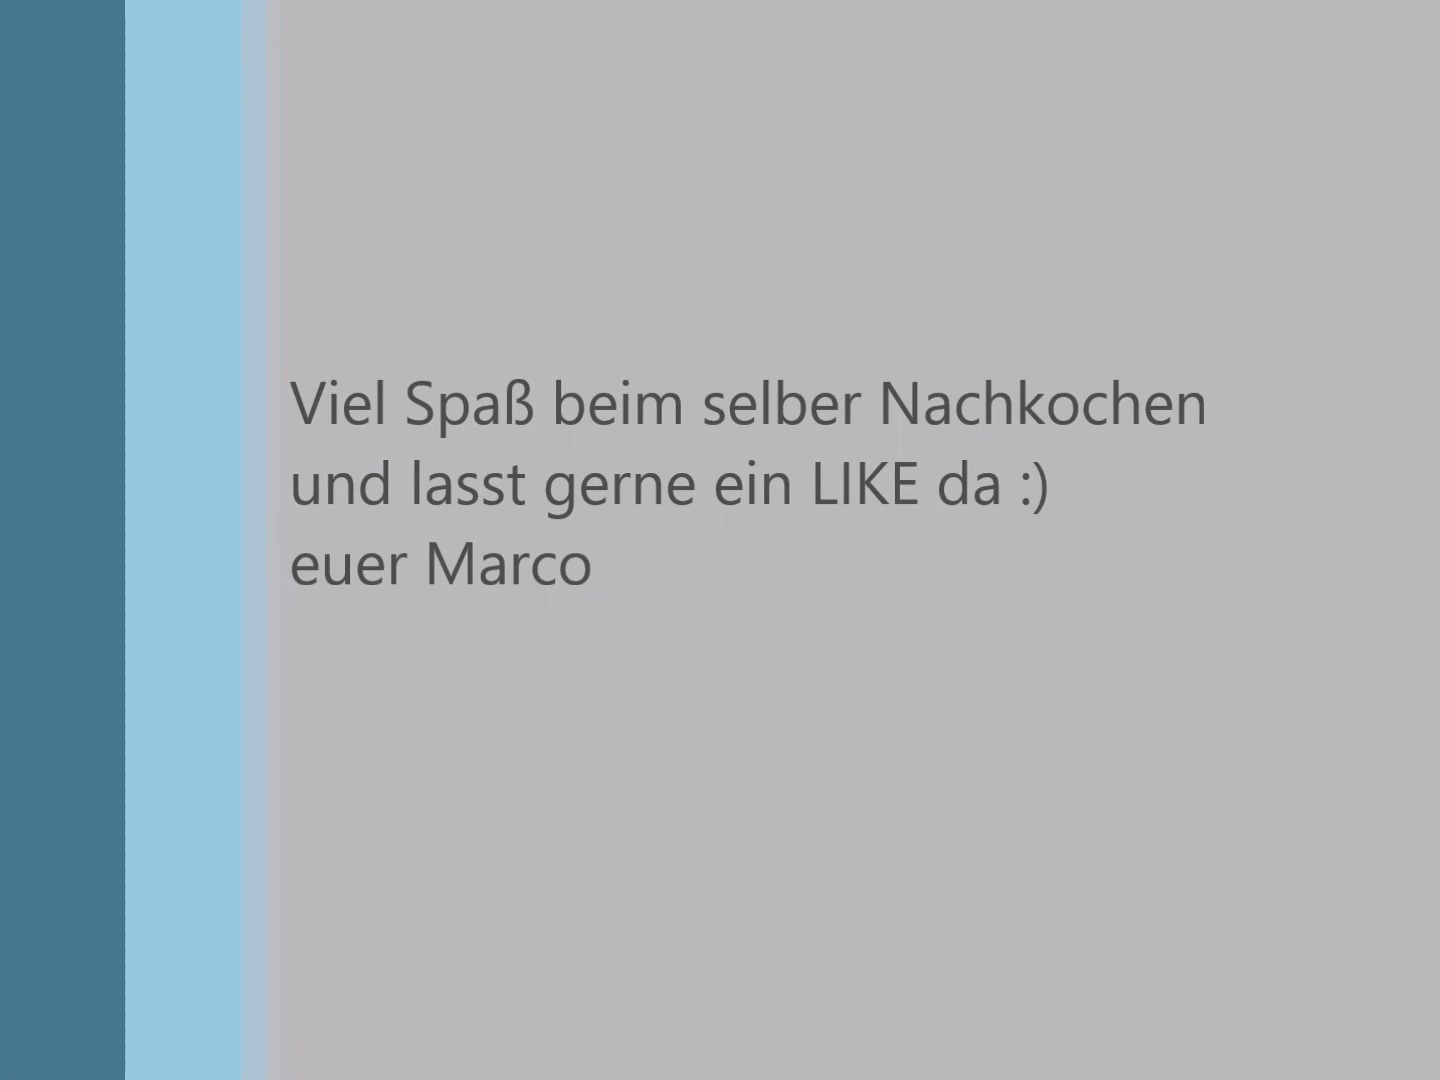 Viel Spaß beim selber Nachkochen
und lasst gerne ein LIKE da :)
euer Marco